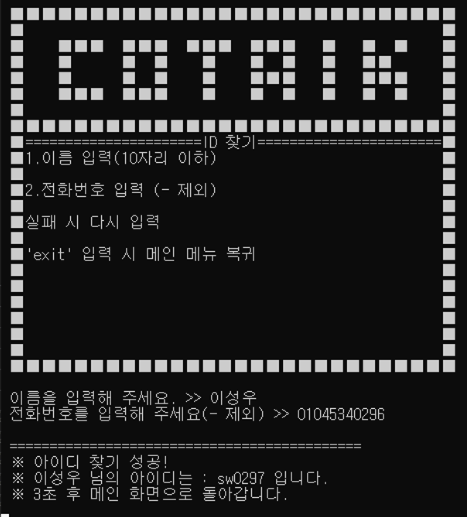 COTALK
======================ID 찾기=======================
1.이름 입력(10자리 이하)
2.전화번호 입력 (- 제외)
실패 시 다시 입력
'exit' 입력 시 메인 메뉴 복귀
이름을 입력해 주세요. >> 이성우
전화번호를 입력해 주세요(- 제외) >> 01045340296
============================================
※ 아이디 찾기 성공!
※ 이성우 님의 아이디는 : sw0297 입니다.
※ 3초 후 메인 화면으로 돌아갑니다.